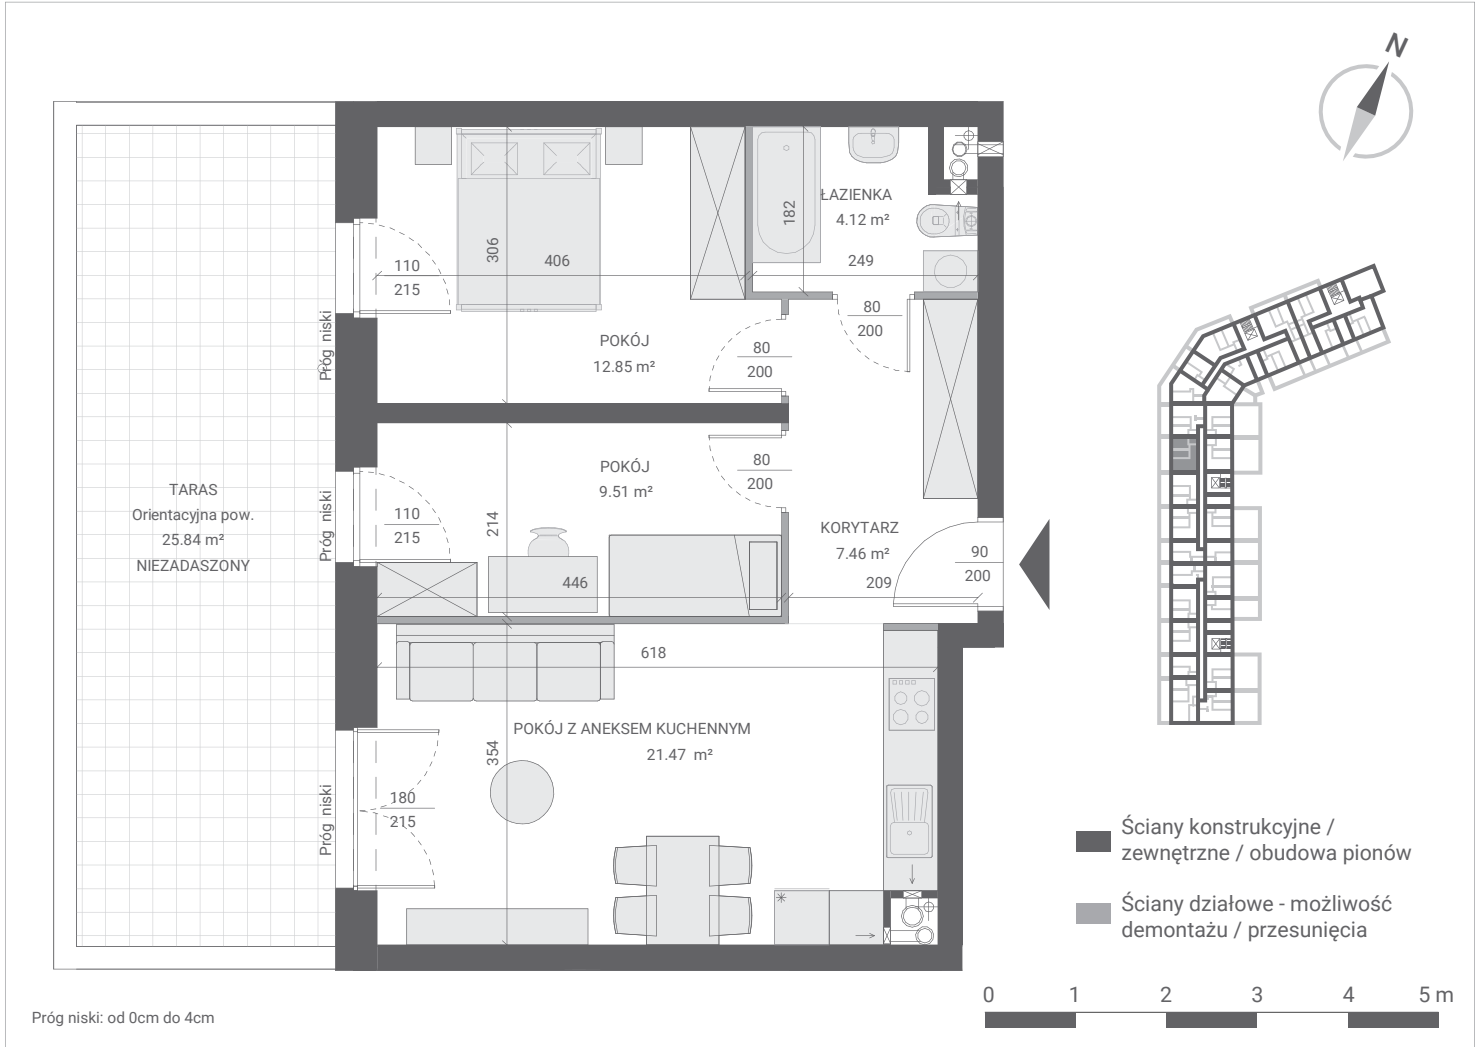 N
ŁAZIENKA
4.12 m²
182
249
306
406
110
215
80
200
POKÓJ
12.85 m²
80
200
Próg niski
POKÓJ
9.51 m²
80
200
TARAS
Orientacyjna pow.
25.84 m²
NIEZADASZONY
Próg niski
110
215
214
446
KORYTARZ
7.46 m²
209
90
200
618
POKÓJ Z ANEKSEM KUCHENNYM
21.47 m²
354
Próg niski
180
215
Ściany konstrukcyjne /
zewnętrzne / obudowa pionów
Ściany działowe - możliwość
demontażu / przesunięcia
0 1 2 3 4 5 m
Próg niski: od 0cm do 4cm